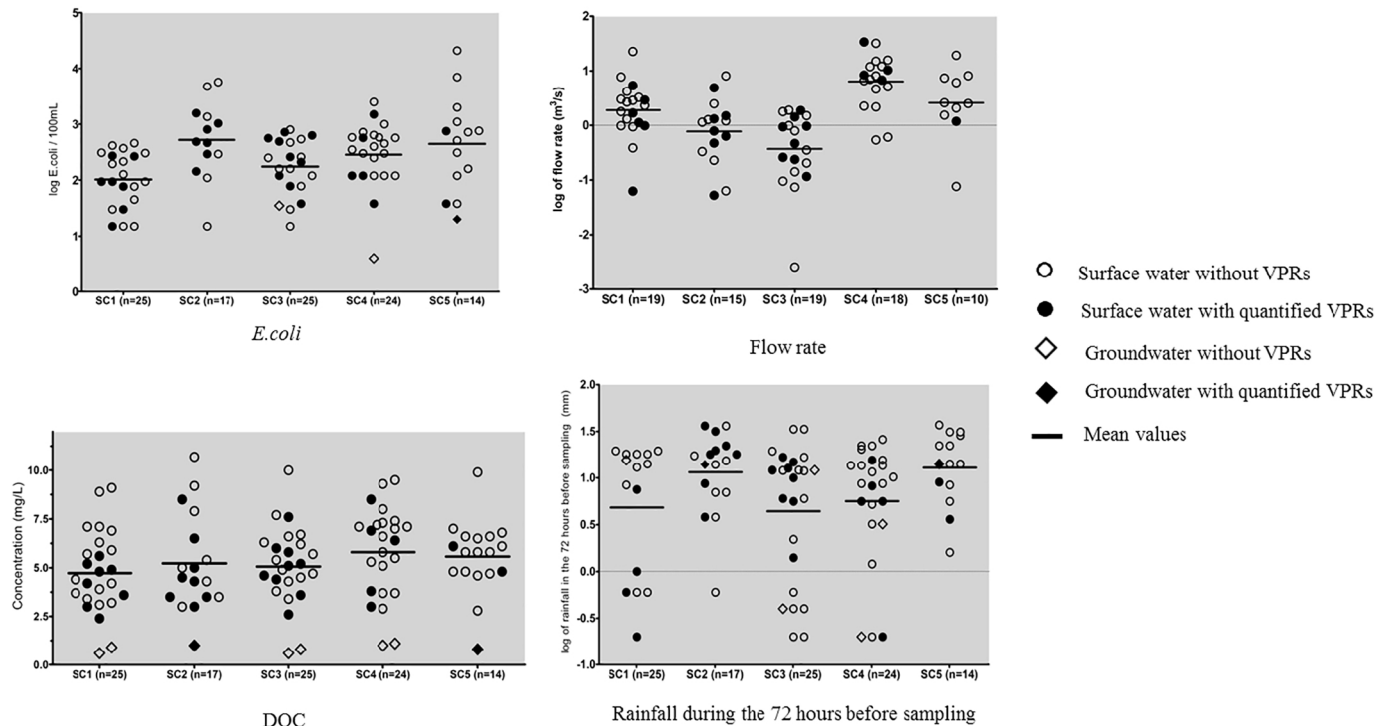 5
4
3
2
1
0
log E.coli / 100mL
SC1 (n=25) SC2 (n=17) SC3 (n=25) SC4 (n=24) SC5 (n=14)
E.coli
2
1
0
-1
-2
-3
log of flow rate (m³/s)
SC1 (n=19) SC2 (n=15) SC3 (n=19) SC4 (n=18) SC5 (n=10)
Flow rate
Surface water without VPRs
Surface water with quantified VPRs
Groundwater without VPRs
Groundwater with quantified VPRs
Mean values
10.0
7.5
5.0
2.5
0.0
Concentration (mg/L)
SC1 (n=25) SC2 (n=17) SC3 (n=25) SC4 (n=24) SC5 (n=14)
DOC
2.0
1.5
1.0
0.5
0.0
-0.5
-1.0
log of rainfall in the 72 hours before sampling (mm)
SC1 (n=25) SC2 (n=17) SC3 (n=25) SC4 (n=24) SC5 (n=14)
Rainfall during the 72 hours before sampling